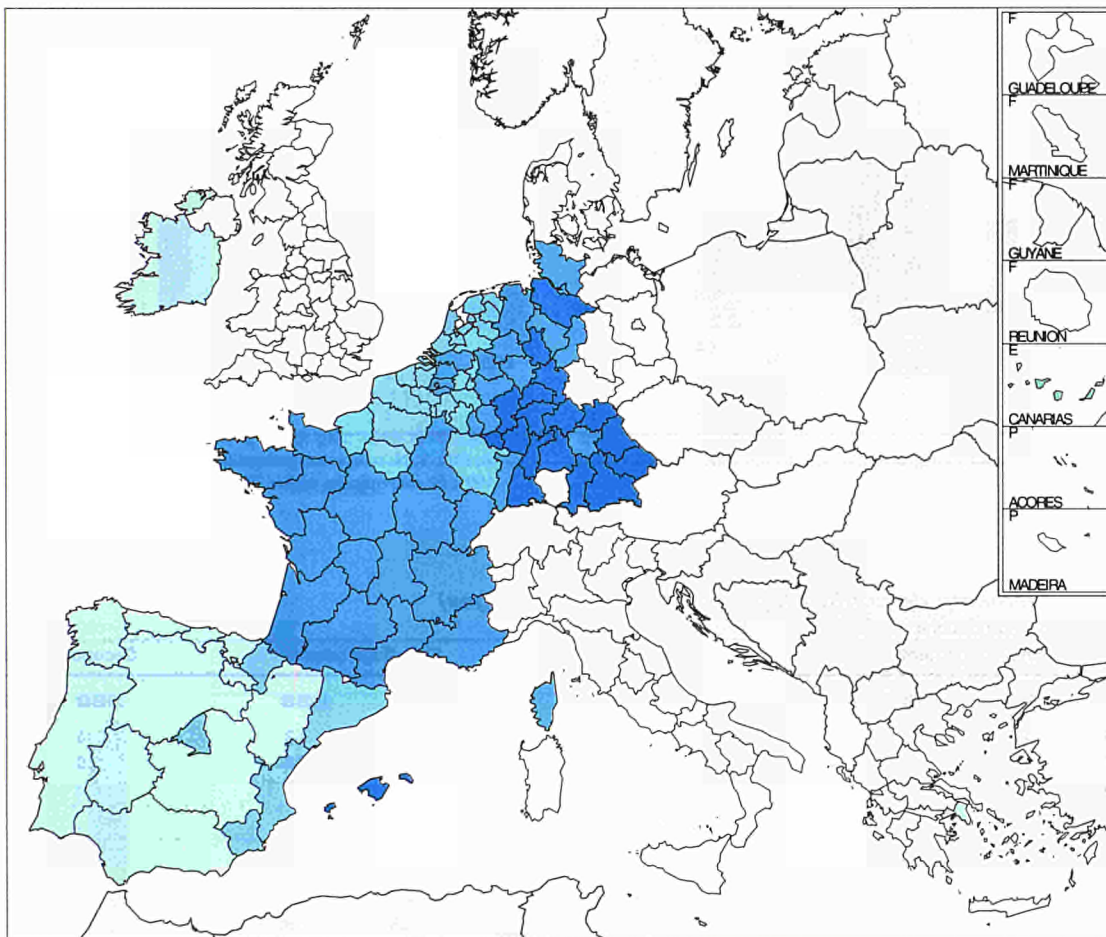 F
GUADELOUPE
F
MARTINIQUE
F
GUYANE
F
REUNION
E
CANARIAS
P
ACORES
P
MADEIRA